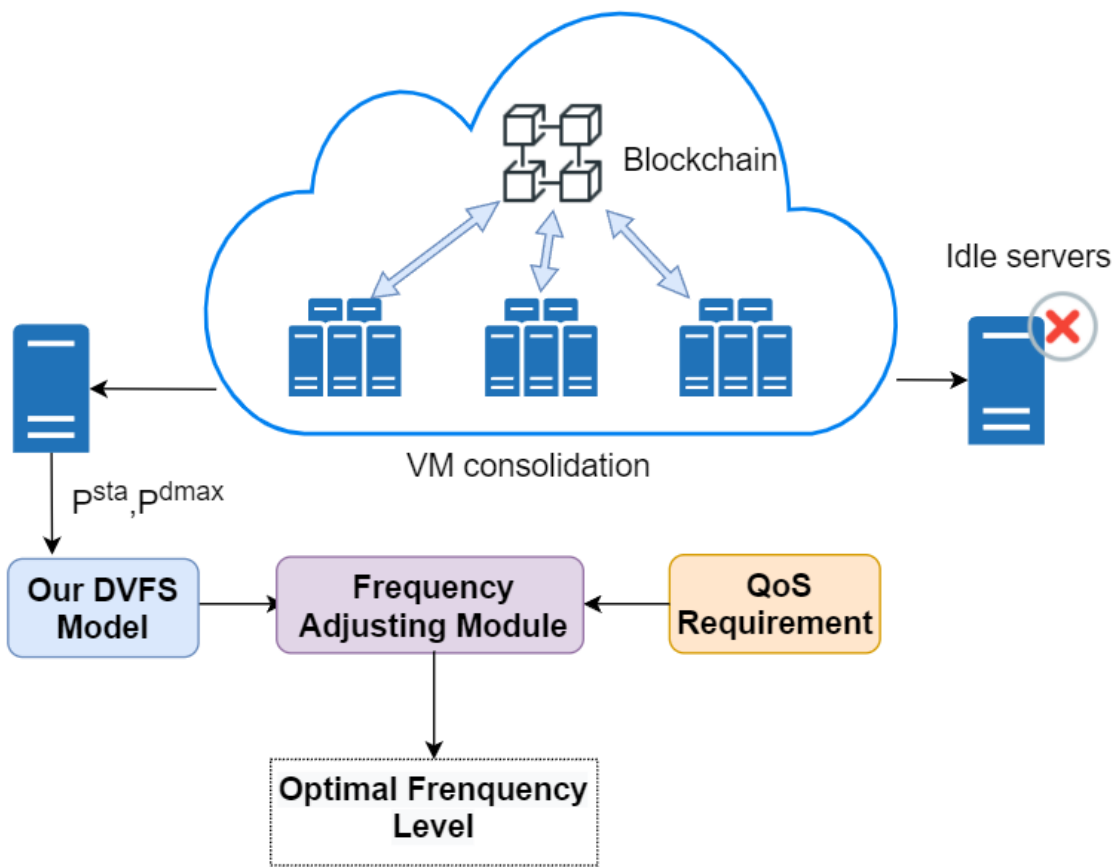 Blockchain
Idle servers
VM consolidation
P^sta,P^dmax
Our DVFS
Model
Frequency
Adjusting Module
QoS
Requirement
Optimal Frenquency
Level